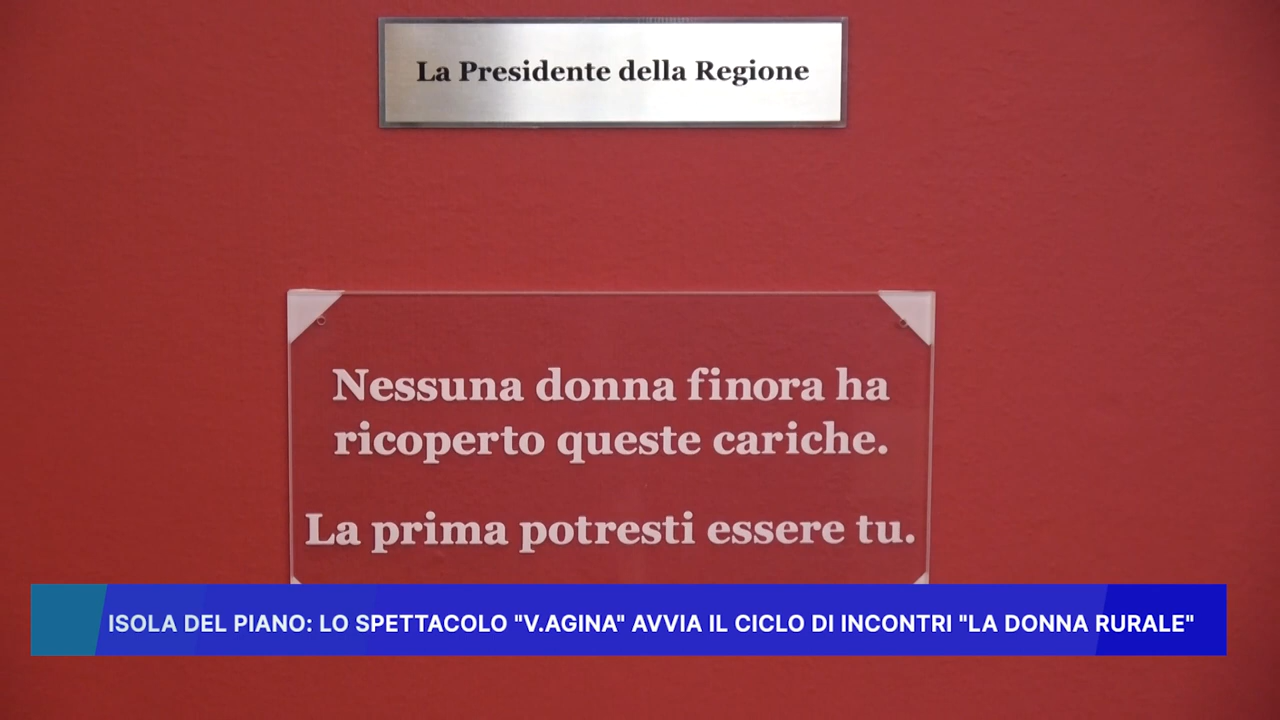 La Presidente della Regione
Nessuna donna finora ha
ricoperto queste cariche.
La prima potresti essere tu.
ISOLA DEL PIANO: LO SPETTACOLO "V.AGINA" AVVIA IL CICLO DI INCONTRI "LA DONNA RURALE"